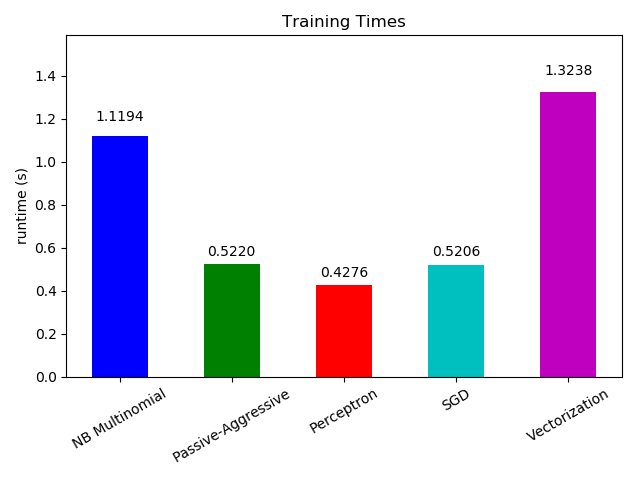 Training Times
runtime (s)
1.4
1.2
1.0
0.8
0.6
0.4
0.2
0.0
1.1194
0.5220
0.4276
0.5206
1.3238
NB Multinomial
Passive-Aggressive
Perceptron
SGD
Vectorization